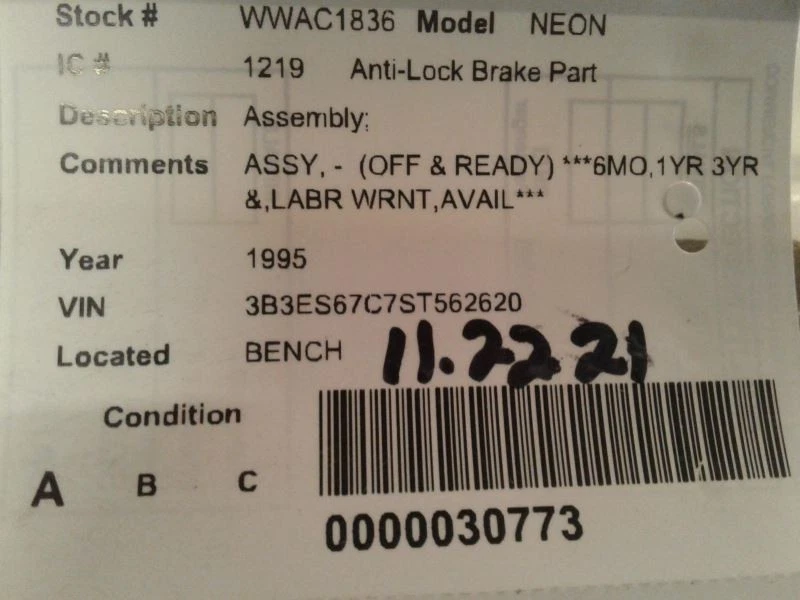 Stock # WWAC1836 Model NEON
IC # 1219 Anti-Lock Brake Part
Description Assembly;
Comments ASSY, - (OFF & READY) ***6MO,1YR 3YR
&,LABR WRNT,AVAIL***
Year 1995
VIN 3B3ES67C7ST562620
Located BENCH 11.22 21
Condition
A B C
0000030773